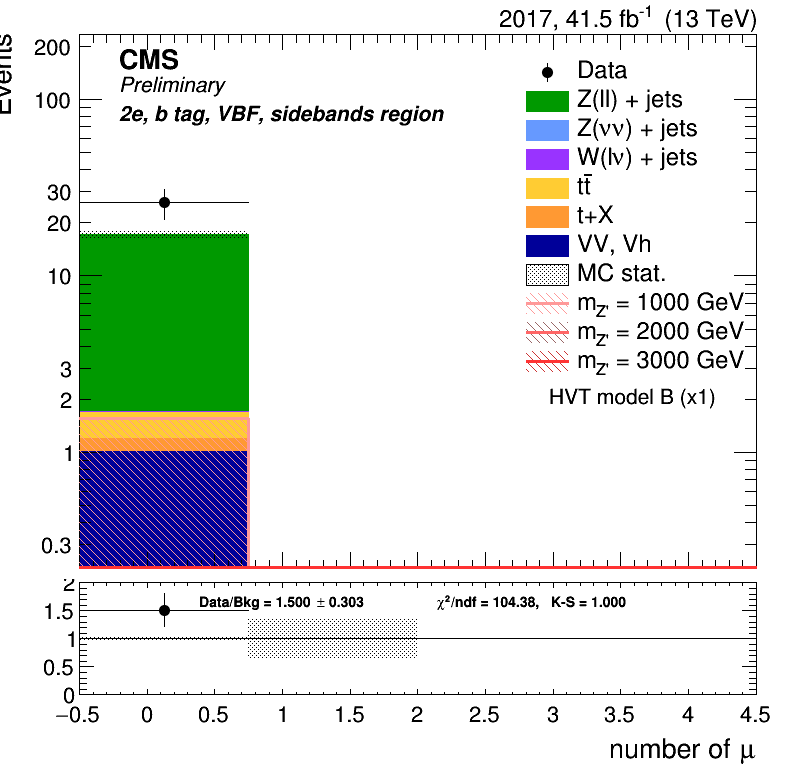 2017, 41.5 fb⁻¹ (13 TeV)
Events
200
100
30
20
10
3
2
1
0.3
CMS
Preliminary
2e, b tag, VBF, sidebands region
Data
Z(ll) + jets
Z(νν) + jets
W(lν) + jets
tt̄
t+X
VV, Vh
MC stat.
m_Z' = 1000 GeV
m_Z' = 2000 GeV
m_Z' = 3000 GeV
HVT model B (x1)
2
1.5
1
0.5
0
Data/Bkg = 1.500 ± 0.303
χ²/ndf = 104.38, K-S = 1.000
−0.5 0 0.5 1 1.5 2 2.5 3 3.5 4 4.5
number of μ